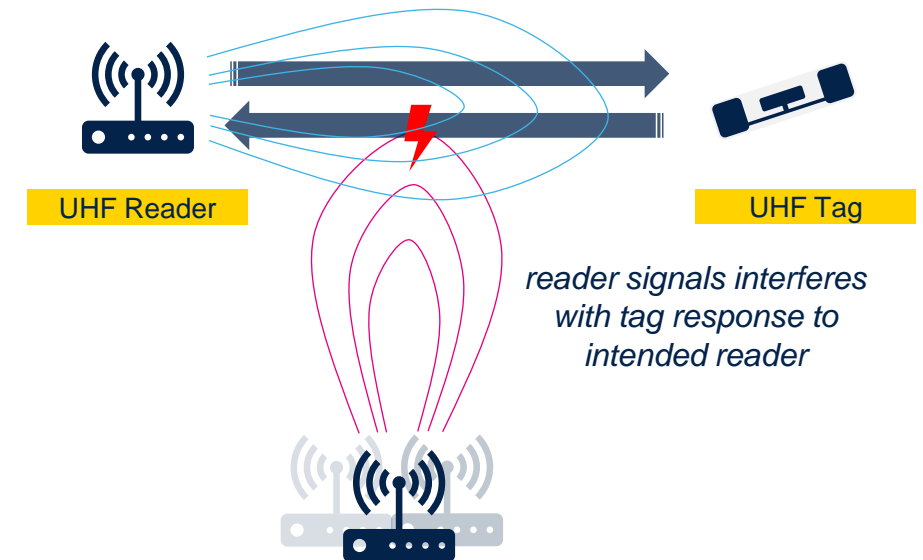 UHF Reader
UHF Tag
reader signals interferes
with tag response to
intended reader